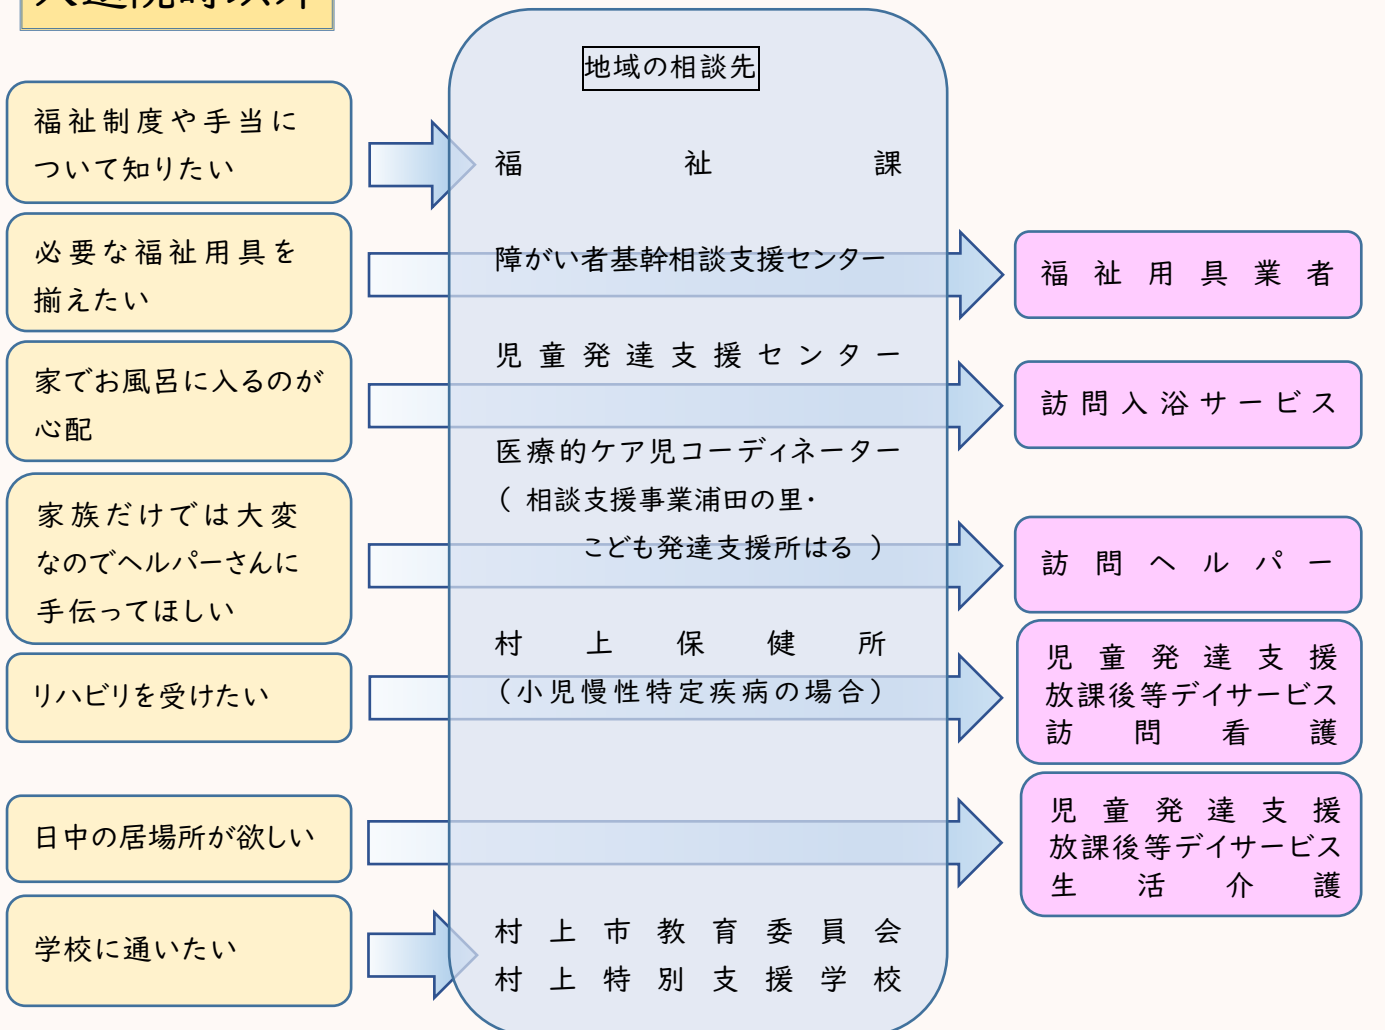 地域の相談先
福祉制度や手当に
ついて知りたい
福祉課
必要な福祉用具を
揃えたい
障がい者基幹相談支援センター
福祉用具業者
児童発達支援センター
家でお風呂に入るのが
心配
訪問入浴サービス
医療的ケア児コーディネーター
（ 相談支援事業浦田の里・
こども発達支援所はる ）
家族だけでは大変
なのでヘルパーさんに
手伝ってほしい
訪問ヘルパー
村上保健所
（小児慢性特定疾病の場合）
リハビリを受けたい
児童発達支援
放課後等デイサービス
訪問看護
日中の居場所が欲しい
児童発達支援
放課後等デイサービス
生活介護
学校に通いたい
村上市教育委員会
村上特別支援学校